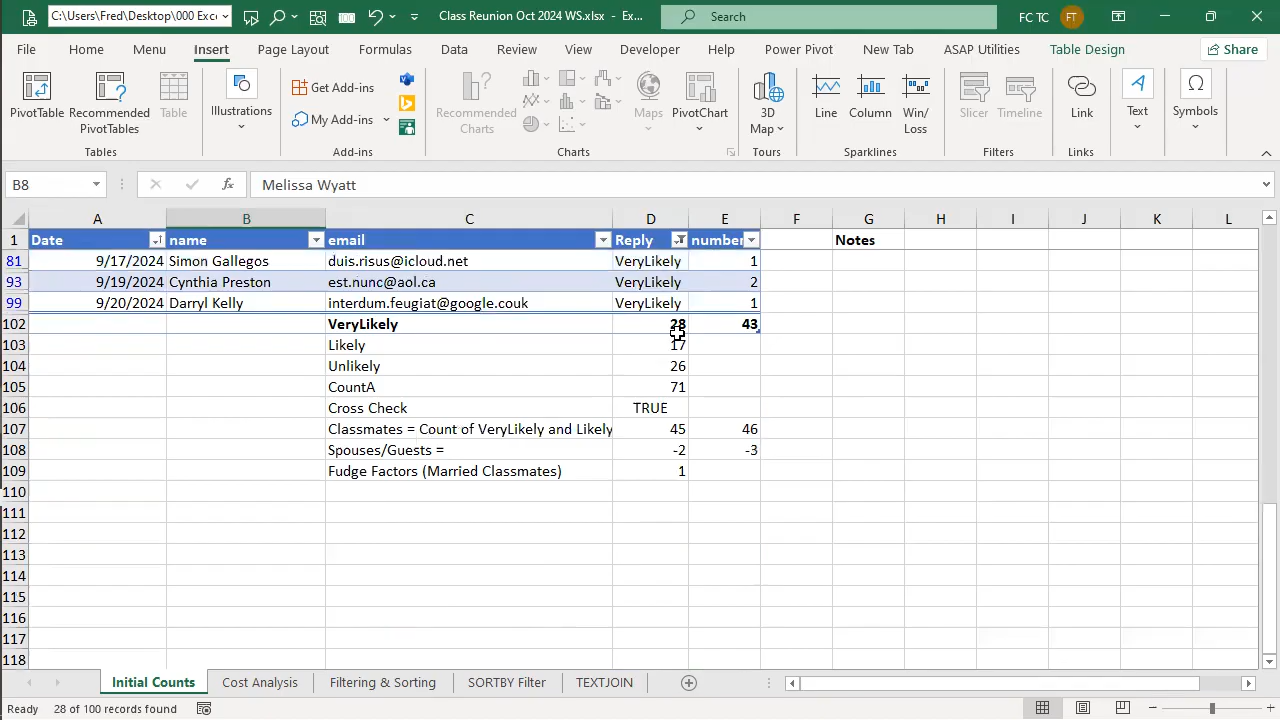 C:\Users\Fred\Desktop\000 Exce
Class Reunion Oct 2024 WS.xlsx - Ex...
Search
FC TC
FT
File
Home
Menu
Insert
Page Layout
Formulas
Data
Review
View
Developer
Help
Power Pivot
New Tab
ASAP Utilities
Table Design
Share
PivotTable
Recommended PivotTables
Table
Illustrations
Get Add-ins
My Add-ins
Recommended Charts
Maps
PivotChart
3D Map
Line
Column
Win/ Loss
Slicer
Timeline
Link
Text
Symbols
Tables
Add-ins
Charts
Tours
Sparklines
Filters
Links
B8
fx
Melissa Wyatt
A B C D E F G H I J K L
1 Date name email Reply number Notes
81 9/17/2024 Simon Gallegos duis.risus@icloud.net VeryLikely 1
93 9/19/2024 Cynthia Preston est.nunc@aol.ca VeryLikely 2
99 9/20/2024 Darryl Kelly interdum.feugiat@google.couk VeryLikely 1
102 VeryLikely 28 43
103 Likely 17
104 Unlikely 26
105 CountA 71
106 Cross Check TRUE
107 Classmates = Count of VeryLikely and Likely 45 46
108 Spouses/Guests = -2 -3
109 Fudge Factors (Married Classmates) 1
110
111
112
113
114
115
116
117
118
Initial Counts
Cost Analysis
Filtering & Sorting
SORTBY Filter
TEXTJOIN
Ready
28 of 100 records found